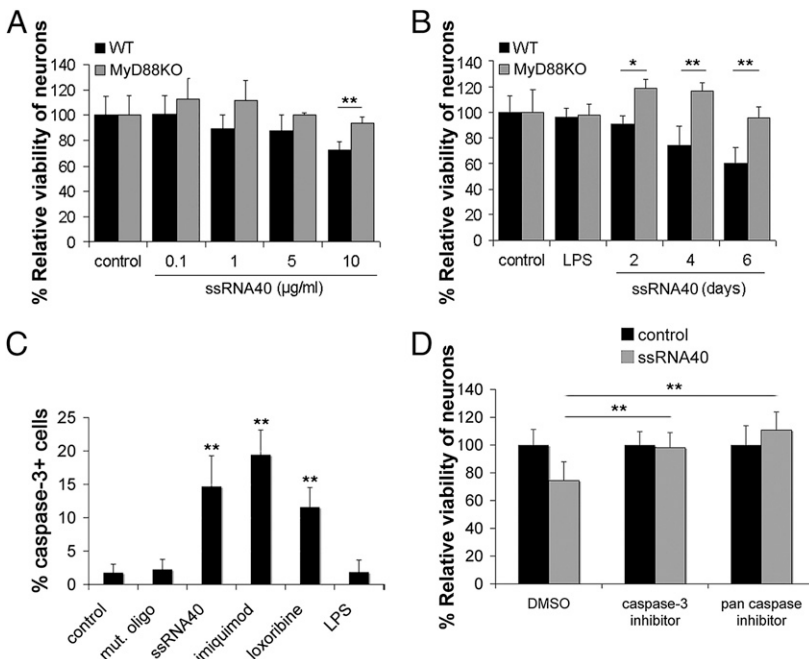 A
WT
MyD88KO
% Relative viability of neurons
140
120
100
80
60
40
20
0
**
control 0.1 1 5 10
ssRNA40 (µg/ml)
B
WT
MyD88KO
% Relative viability of neurons
140
120
100
80
60
40
20
0
* ** **
control LPS 2 4 6
ssRNA40 (days)
C
% caspase-3+ cells
25
20
15
10
5
0
** ** **
control
mut. oligo
ssRNA40
imiquimod
loxoribine
LPS
D
control
ssRNA40
% Relative viability of neurons
140
120
100
80
60
40
20
0
**
**
DMSO caspase-3 pan caspase
inhibitor inhibitor